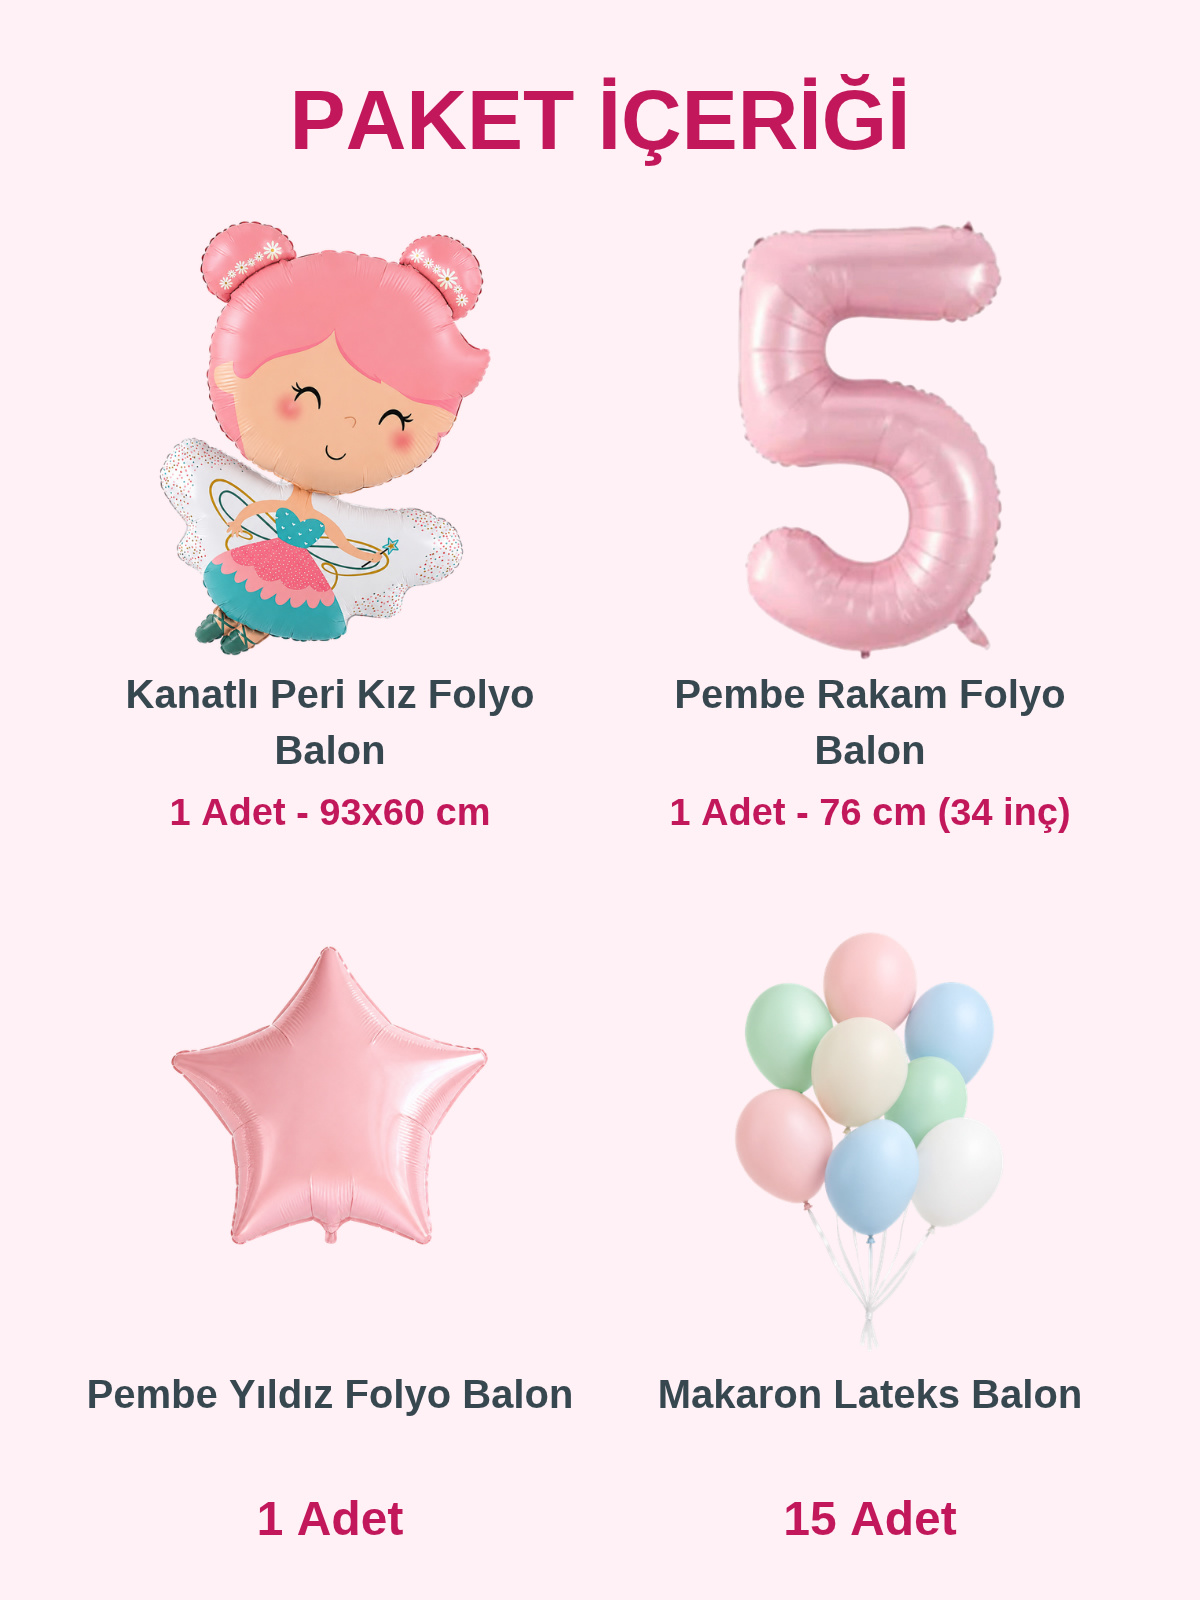 PAKET İÇERİĞİ
Kanatlı Peri Kız Folyo
Balon
1 Adet - 93x60 cm
Pembe Rakam Folyo
Balon
1 Adet - 76 cm (34 inç)
Pembe Yıldız Folyo Balon
1 Adet
Makaron Lateks Balon
15 Adet